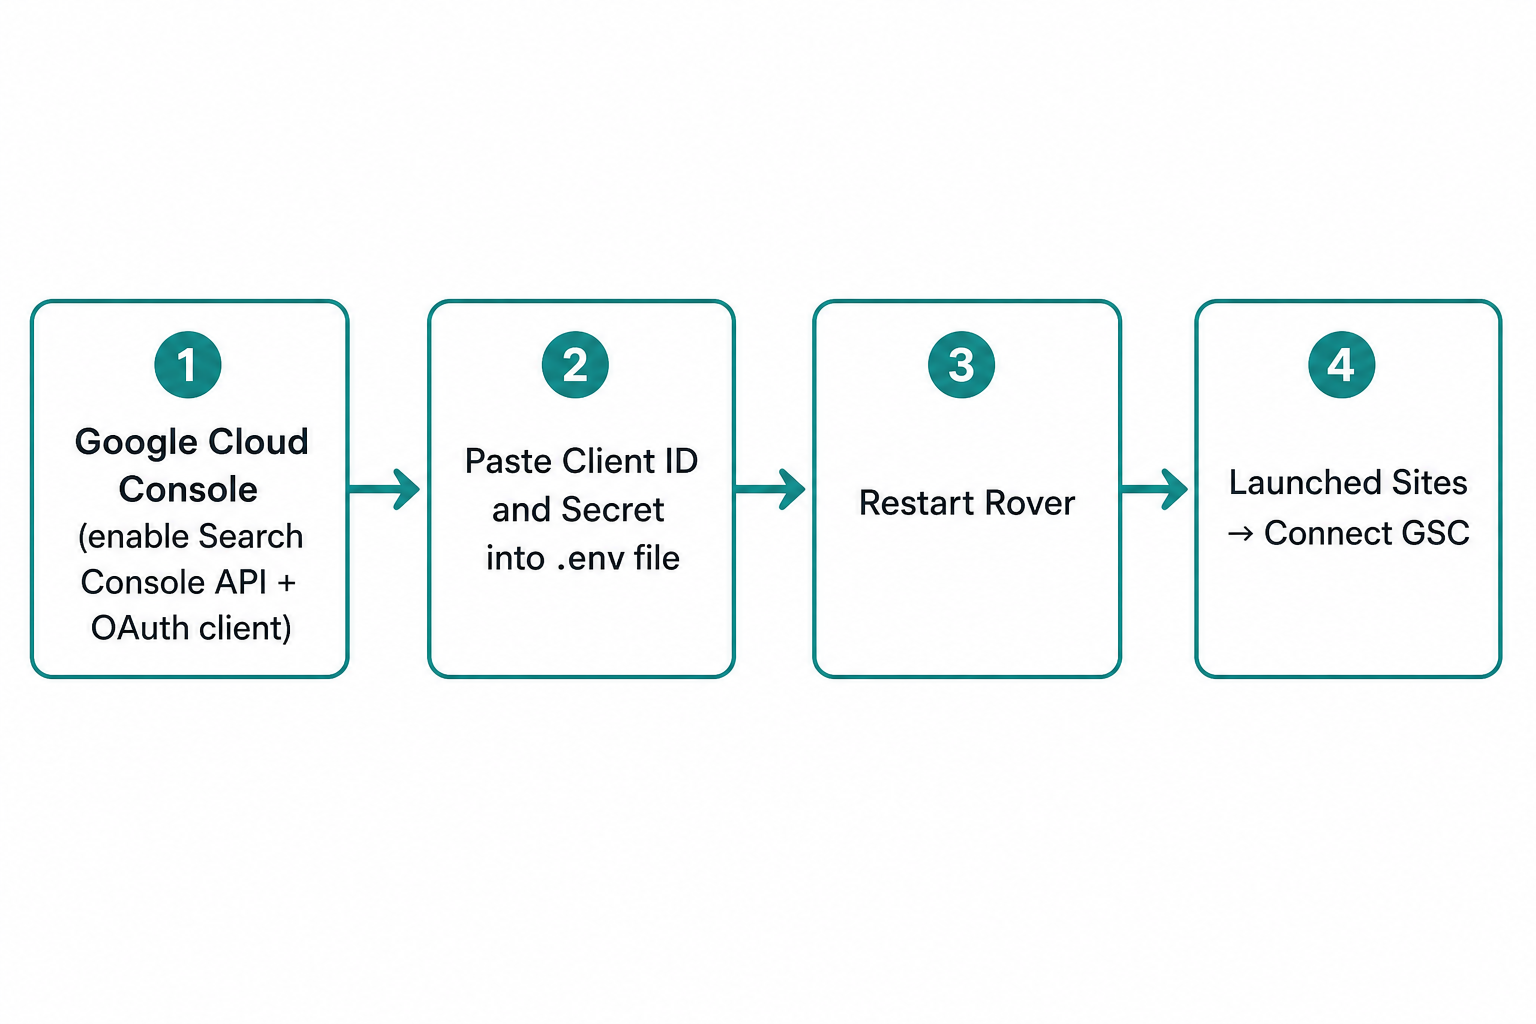 1
Google Cloud
Console
(enable Search
Console API +
OAuth client)
2
Paste Client ID
and Secret
into .env file
3
Restart Rover
4
Launched Sites
→ Connect GSC